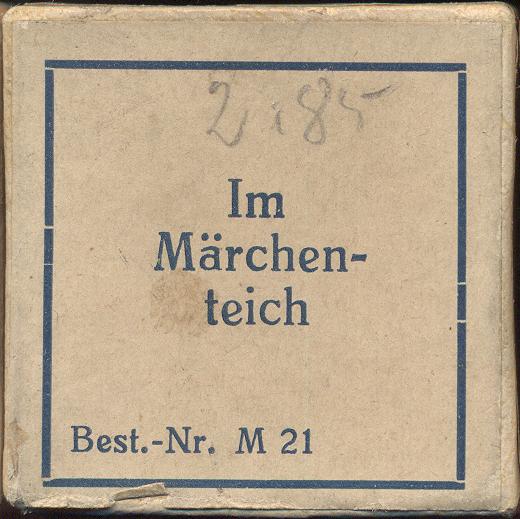 2.85
Im
Märchen-
teich
Best.-Nr. M 21